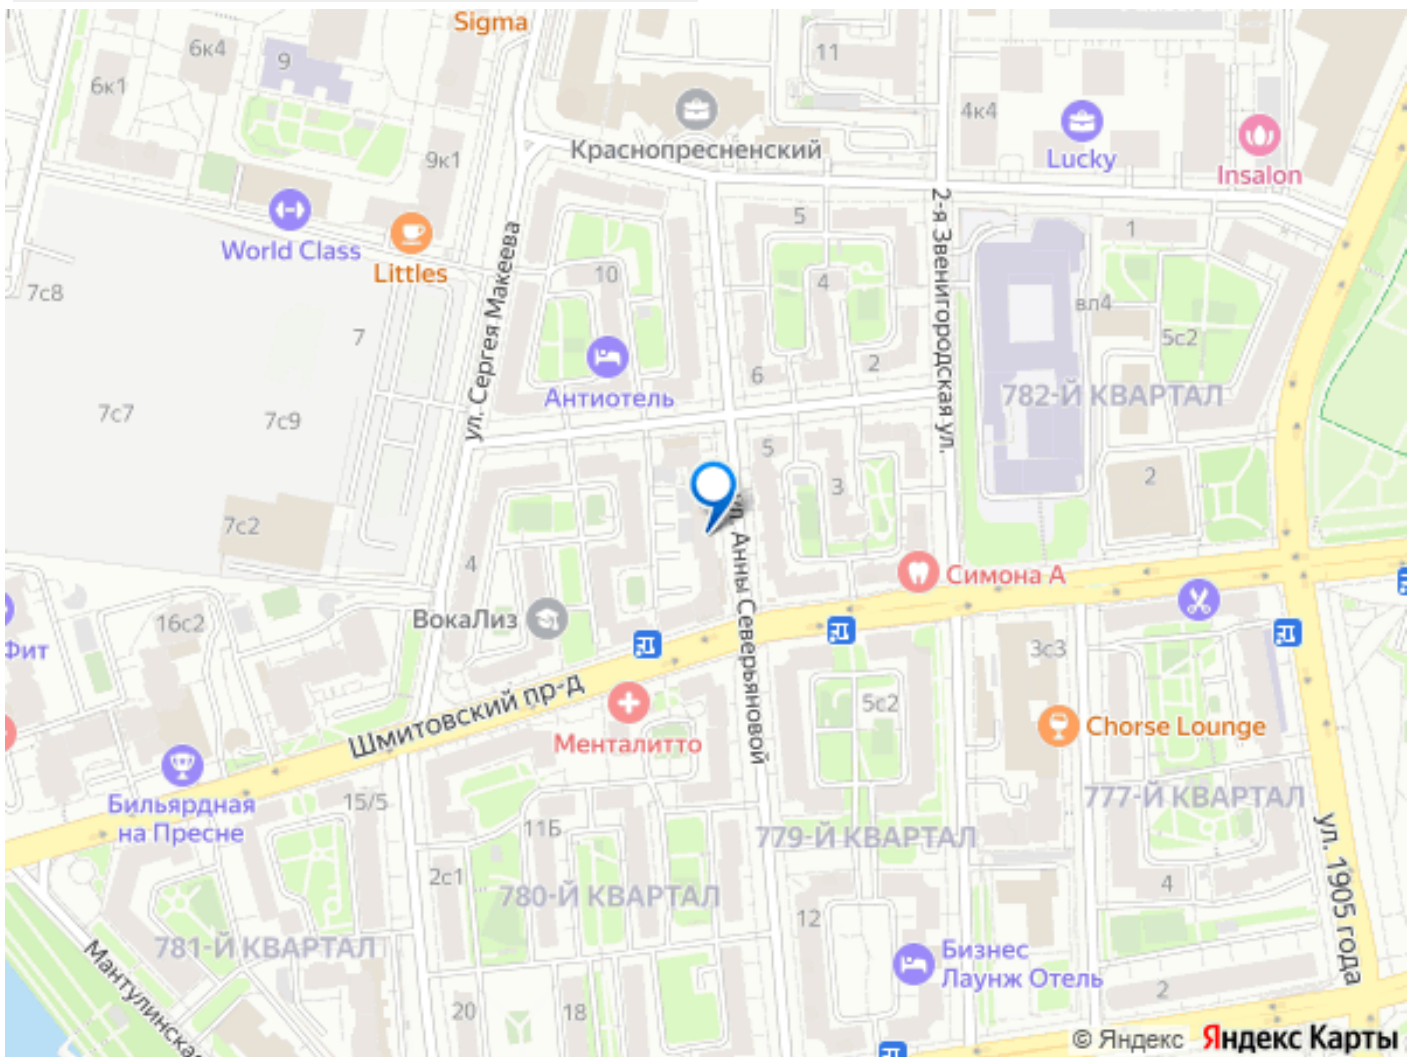 Sigma
6к4
9
11
6к1
4к4
Краснопресненский
Lucky
9к1
Insalon
World Class
Littles
ул. Сергея Макеева
2-я Звенигородская ул.
5
1
10
4
7с8
вл4
7
5с2
2
6
Антиотель
782-Й КВАРТАЛ
7с7
7с9
5
3
2
7с2
ул. Анны Северьяновой
4
Симона А
ВокаЛиз
16с2
Фит
3с3
Шмитовский пр-д
5с2
Менталитто
Chorse Lounge
Бильярдная
на Пресне
15/5
11Б
777-Й КВАРТАЛ
779-Й КВАРТАЛ
ул. 1905 года
2с1
780-Й КВАРТАЛ
4
12
781-Й КВАРТАЛ
Мантулинская
Бизнес
Лаунж Отель
2
20
18
© Яндекс Яндекс Карты